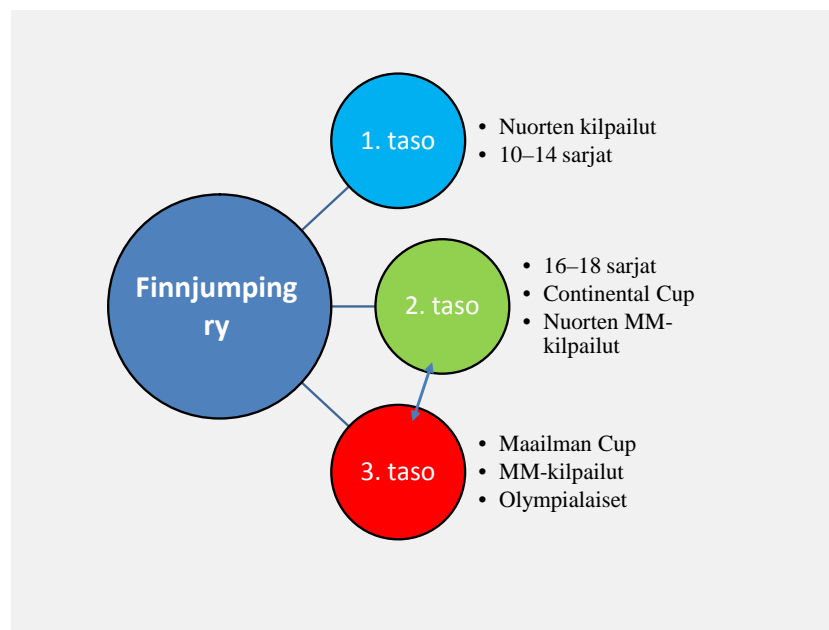 Finnjumping
ry
1. taso
• Nuorten kilpailut
• 10–14 sarjat
2. taso
• 16–18 sarjat
• Continental Cup
• Nuorten MM-
kilpailut
3. taso
• Maailman Cup
• MM-kilpailut
• Olympialaiset